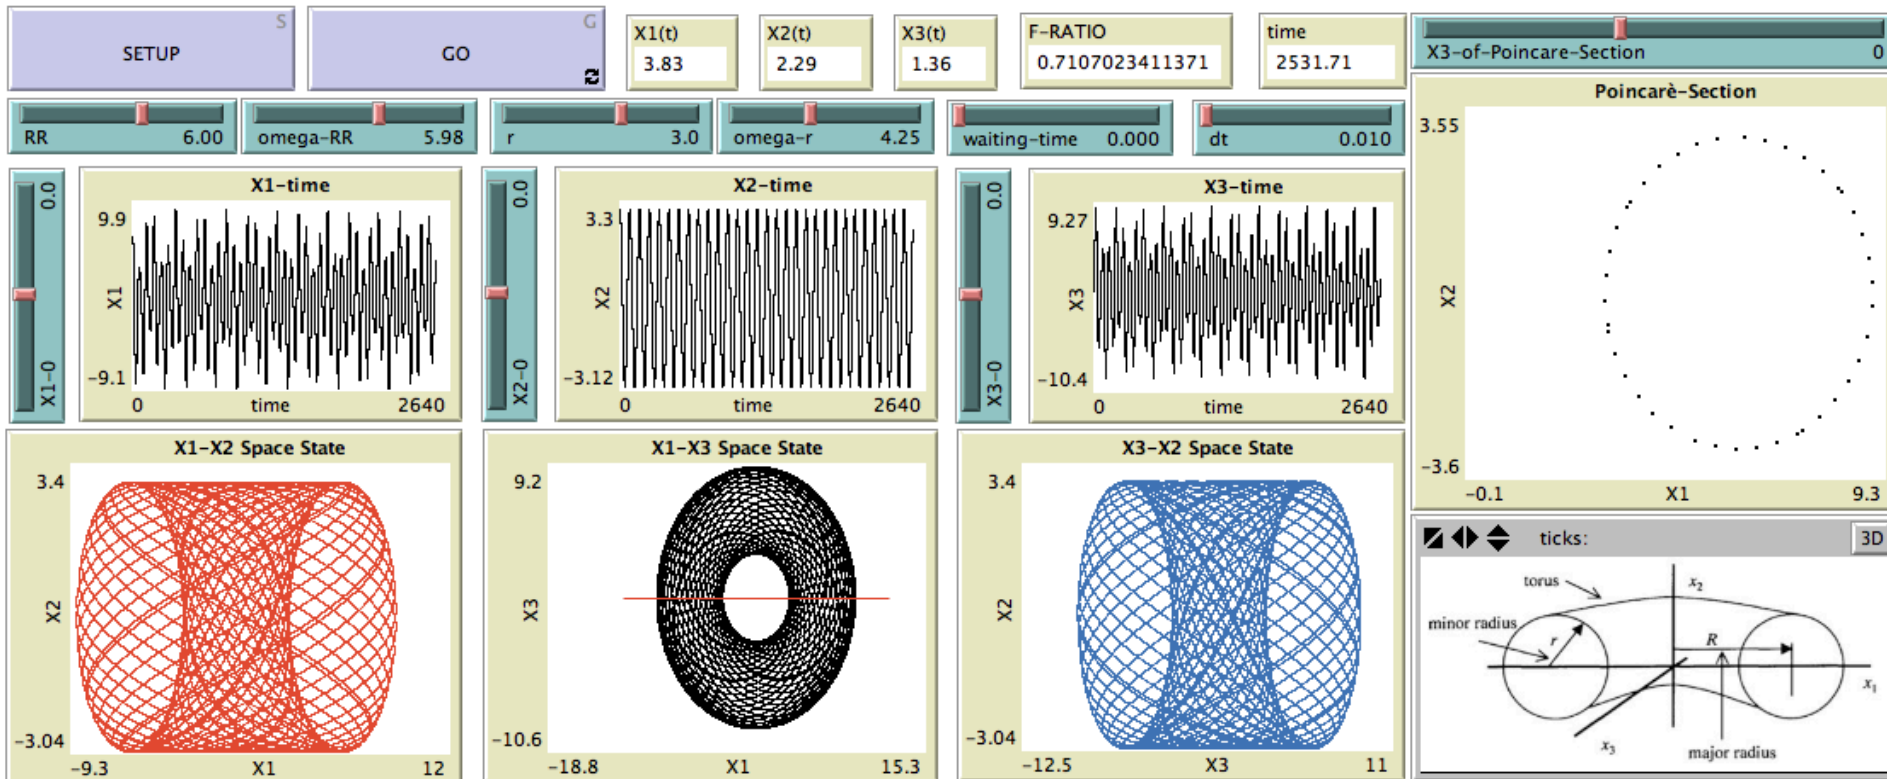 SETUP
S
GO
G
X1(t)
3.83
X2(t)
2.29
X3(t)
1.36
F-RATIO
0.7107023411371
time
2531.71
X3-of-Poincare-Section 0
RR 6.00
omega-RR 5.98
r 3.0
omega-r 4.25
waiting-time 0.000
dt 0.010
Poincarè-Section
3.55
X2
-3.6
-0.1 X1 9.3
X1-0 0.0
X1-time
9.9
X1
-9.1
0 time 2640
X2-0 0.0
X2-time
3.3
X2
-3.12
0 time 2640
X3-0 0.0
X3-time
9.27
X3
-10.4
0 time 2640
X1-X2 Space State
3.4
X2
-3.04
-9.3 X1 12
X1-X3 Space State
9.2
X3
-10.6
-18.8 X1 15.3
X3-X2 Space State
3.4
X2
-3.04
-12.5 X3 11
ticks: 3D
torus
x2
minor radius
r
R
x1
x3
major radius